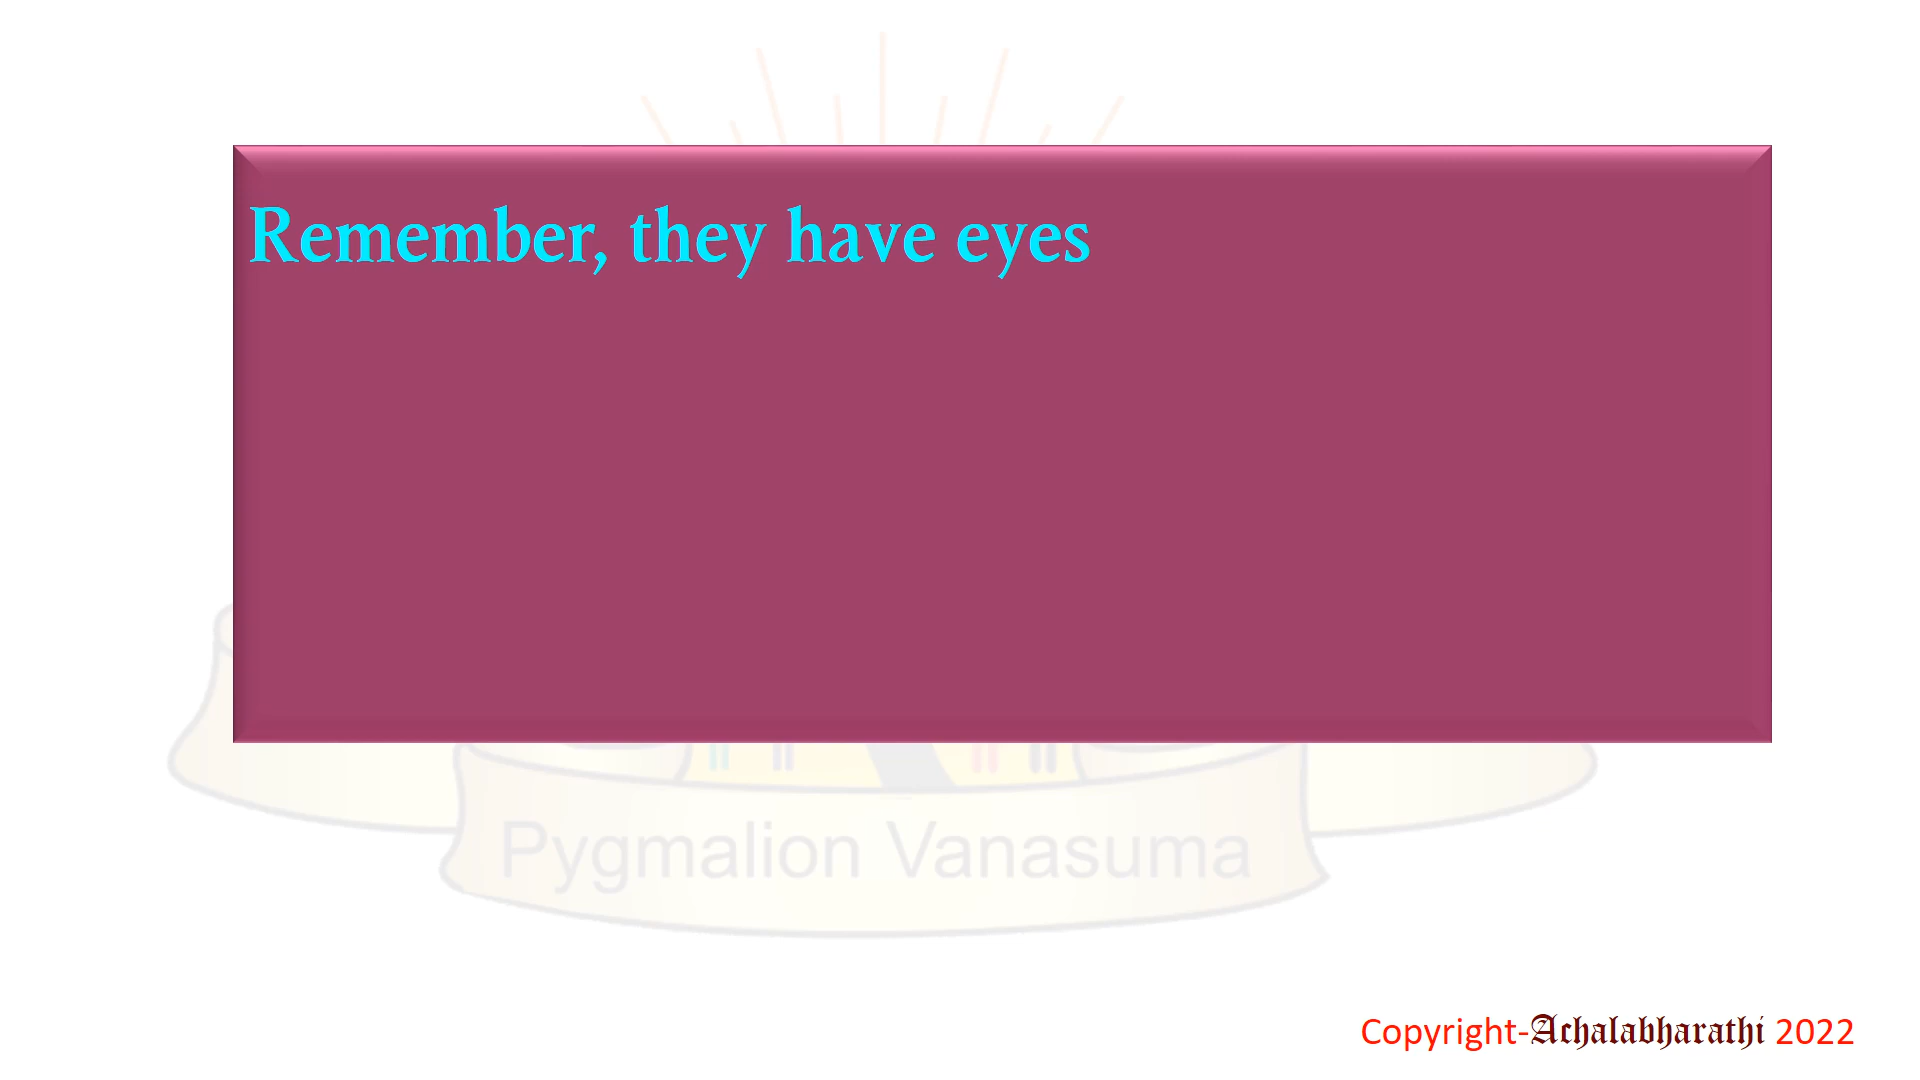 Remember, they have eyes
Pygmalion Vanasuma
Copyright-Achalabharathi 2022